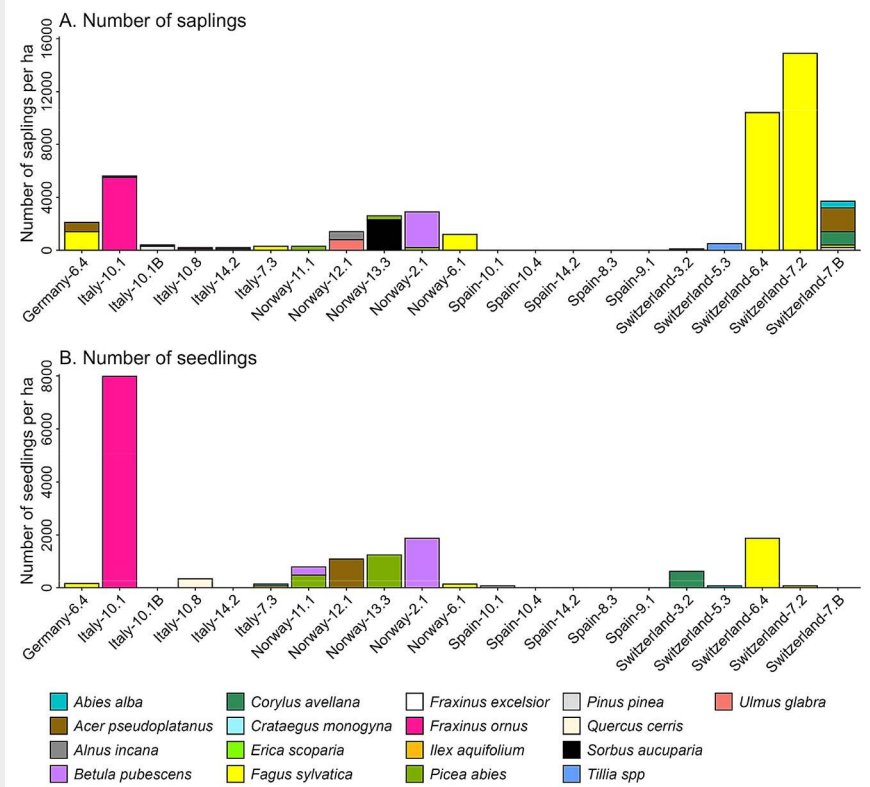 A. Number of saplings
Number of saplings per ha
16000
12000
8000
4000
0
Germany-6.4
Italy-10.1
Italy-10.1B
Italy-10.8
Italy-14.2
Italy-7.3
Norway-11.1
Norway-12.1
Norway-13.3
Norway-2.1
Norway-6.1
Spain-10.1
Spain-10.4
Spain-14.2
Spain-8.3
Spain-9.1
Switzerland-3.2
Switzerland-5.3
Switzerland-6.4
Switzerland-7.2
Switzerland-7.B
B. Number of seedlings
Number of seedlings per ha
8000
6000
4000
2000
0
Germany-6.4
Italy-10.1
Italy-10.1B
Italy-10.8
Italy-14.2
Italy-7.3
Norway-11.1
Norway-12.1
Norway-13.3
Norway-2.1
Norway-6.1
Spain-10.1
Spain-10.4
Spain-14.2
Spain-8.3
Spain-9.1
Switzerland-3.2
Switzerland-5.3
Switzerland-6.4
Switzerland-7.2
Switzerland-7.B
Abies alba
Acer pseudoplatanus
Alnus incana
Betula pubescens
Corylus avellana
Crataegus monogyna
Erica scoparia
Fagus sylvatica
Fraxinus excelsior
Fraxinus ornus
Ilex aquifolium
Picea abies
Pinus pinea
Quercus cerris
Sorbus aucuparia
Tillia spp
Ulmus glabra